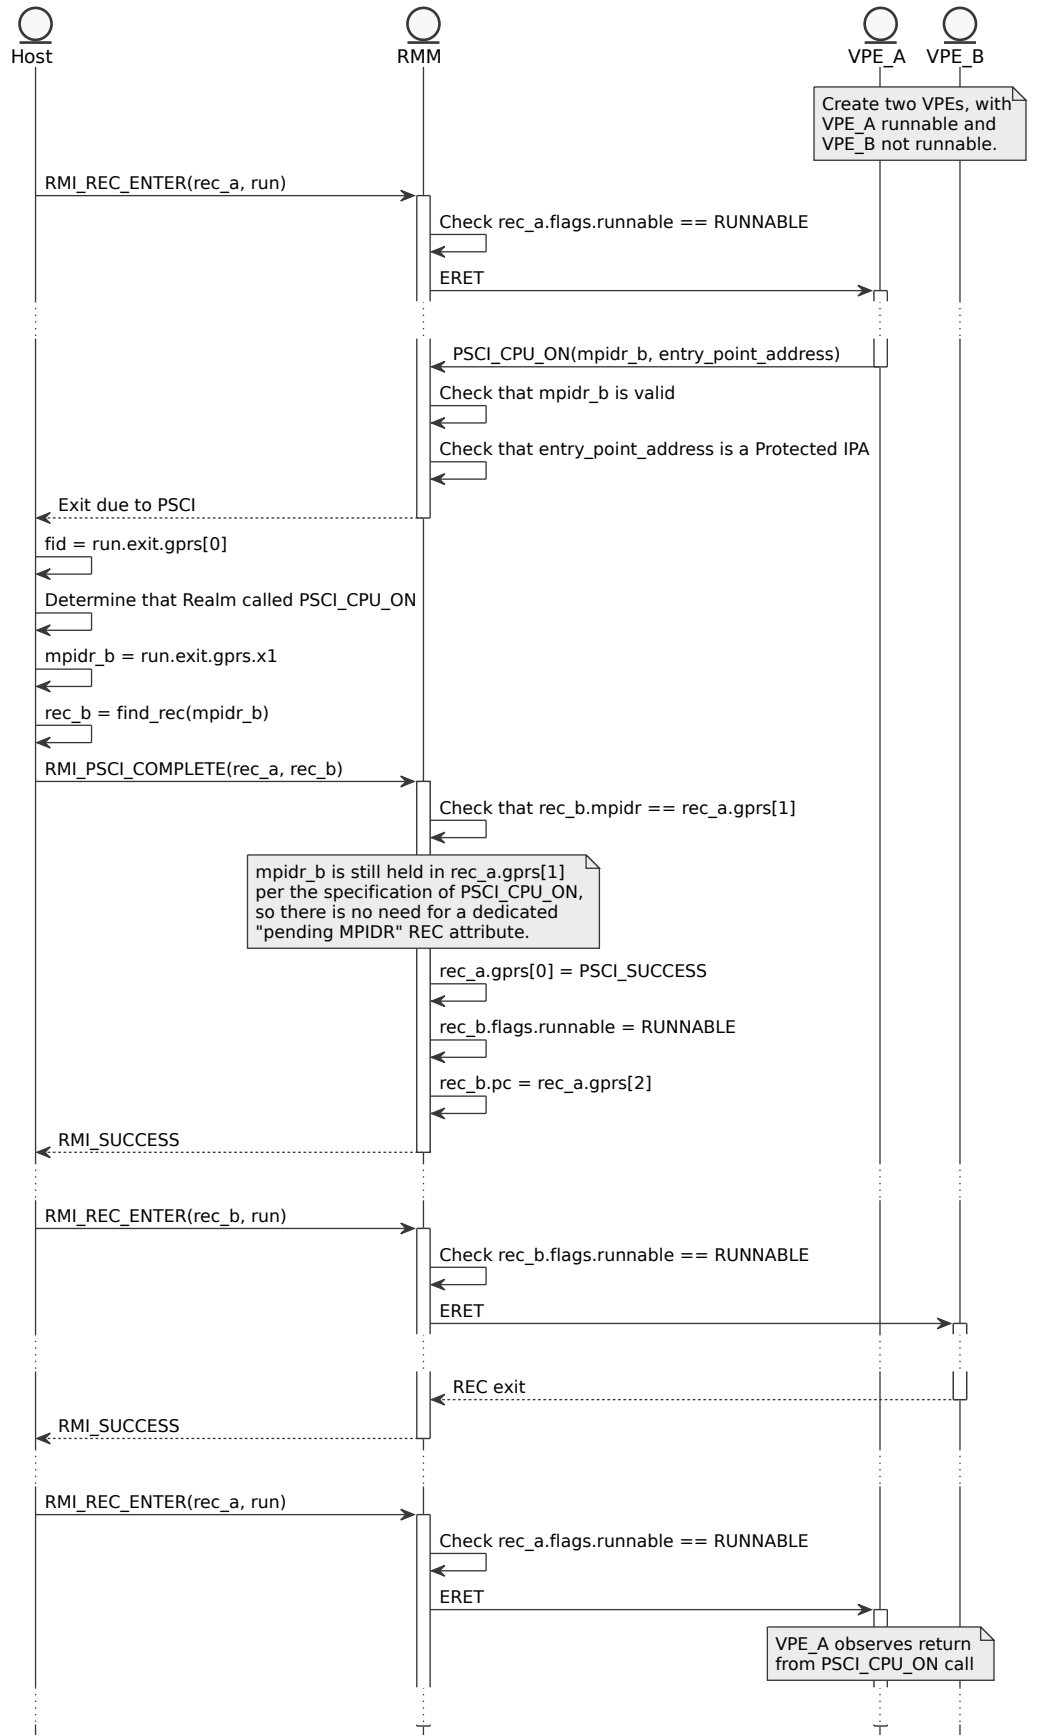 Host
RMM
VPE_A
VPE_B
Create two VPEs, with
VPE_A runnable and
VPE_B not runnable.
RMI_REC_ENTER(rec_a, run)
Check rec_a.flags.runnable == RUNNABLE
ERET
PSCI_CPU_ON(mpidr_b, entry_point_address)
Check that mpidr_b is valid
Check that entry_point_address is a Protected IPA
Exit due to PSCI
fid = run.exit.gprs[0]
Determine that Realm called PSCI_CPU_ON
mpidr_b = run.exit.gprs.x1
rec_b = find_rec(mpidr_b)
RMI_PSCI_COMPLETE(rec_a, rec_b)
Check that rec_b.mpidr == rec_a.gprs[1]
mpidr_b is still held in rec_a.gprs[1]
per the specification of PSCI_CPU_ON,
so there is no need for a dedicated
"pending MPIDR" REC attribute.
rec_a.gprs[0] = PSCI_SUCCESS
rec_b.flags.runnable = RUNNABLE
rec_b.pc = rec_a.gprs[2]
RMI_SUCCESS
RMI_REC_ENTER(rec_b, run)
Check rec_b.flags.runnable == RUNNABLE
ERET
REC exit
RMI_SUCCESS
RMI_REC_ENTER(rec_a, run)
Check rec_a.flags.runnable == RUNNABLE
ERET
VPE_A observes return
from PSCI_CPU_ON call